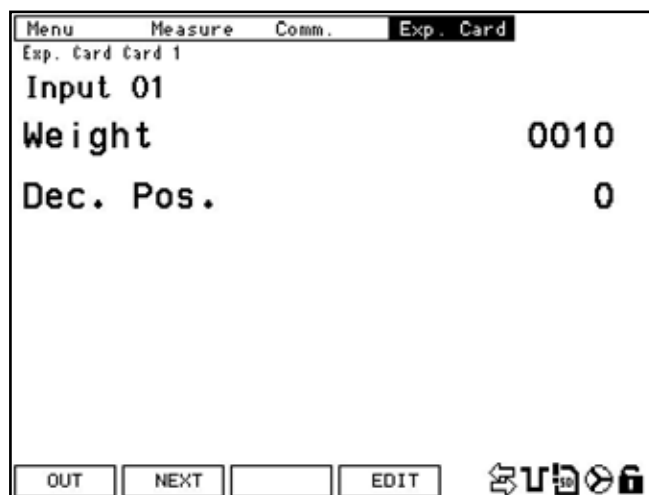 Menu Measure Comm. Exp. Card
Exp. Card Card 1
Input 01
Weight 0010
Dec. Pos. 0
OUT NEXT EDIT SD